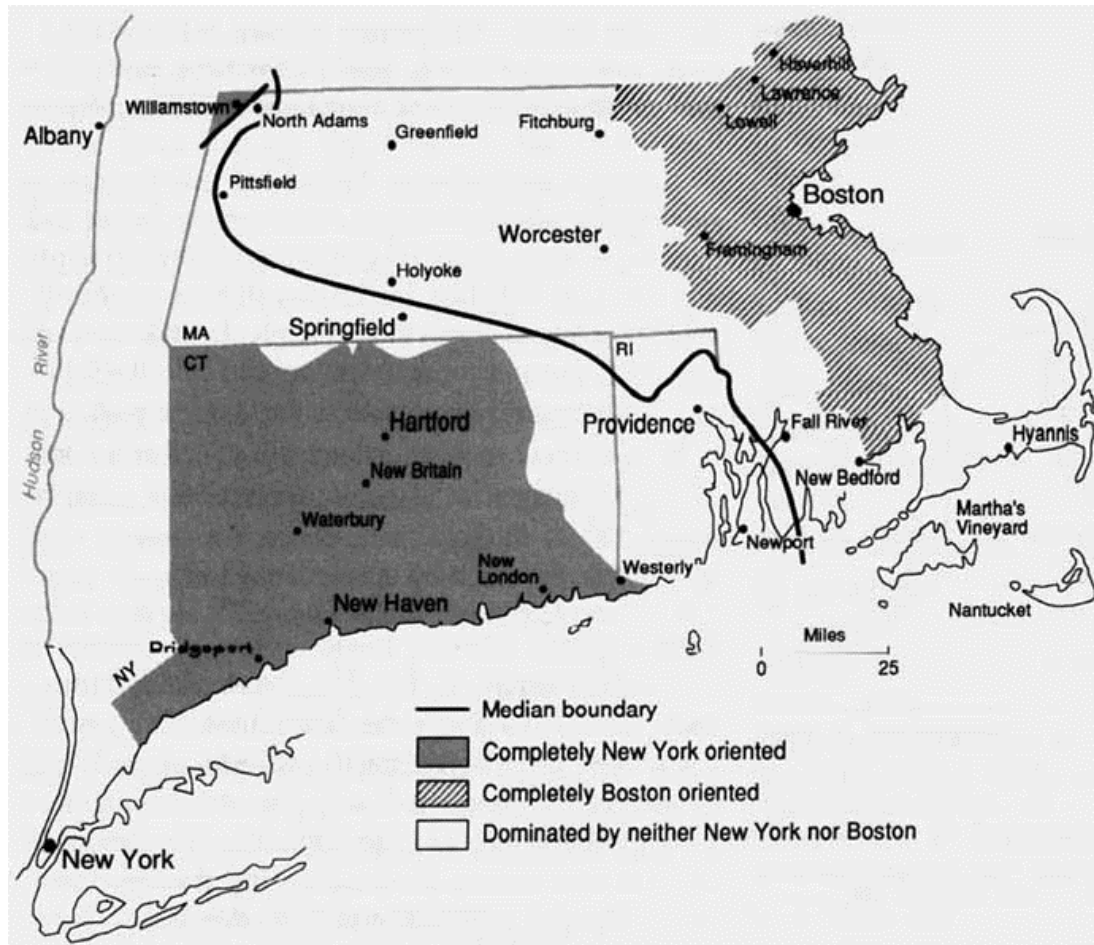 Haverhill
Lawrence
Williamstown
North Adams
Lowell
Albany
Greenfield
Fitchburg
Pittsfield
Boston
Worcester
Framingham
Holyoke
Springfield
MA
CT
RI
Hudson River
Hartford
Providence
Fall River
Hyannis
New Britain
New Bedford
Waterbury
Martha's
Vineyard
Newport
New
London
Westerly
New Haven
Nantucket
Bridgeport
NY
Miles
0 25
Median boundary
Completely New York oriented
Completely Boston oriented
Dominated by neither New York nor Boston
New York